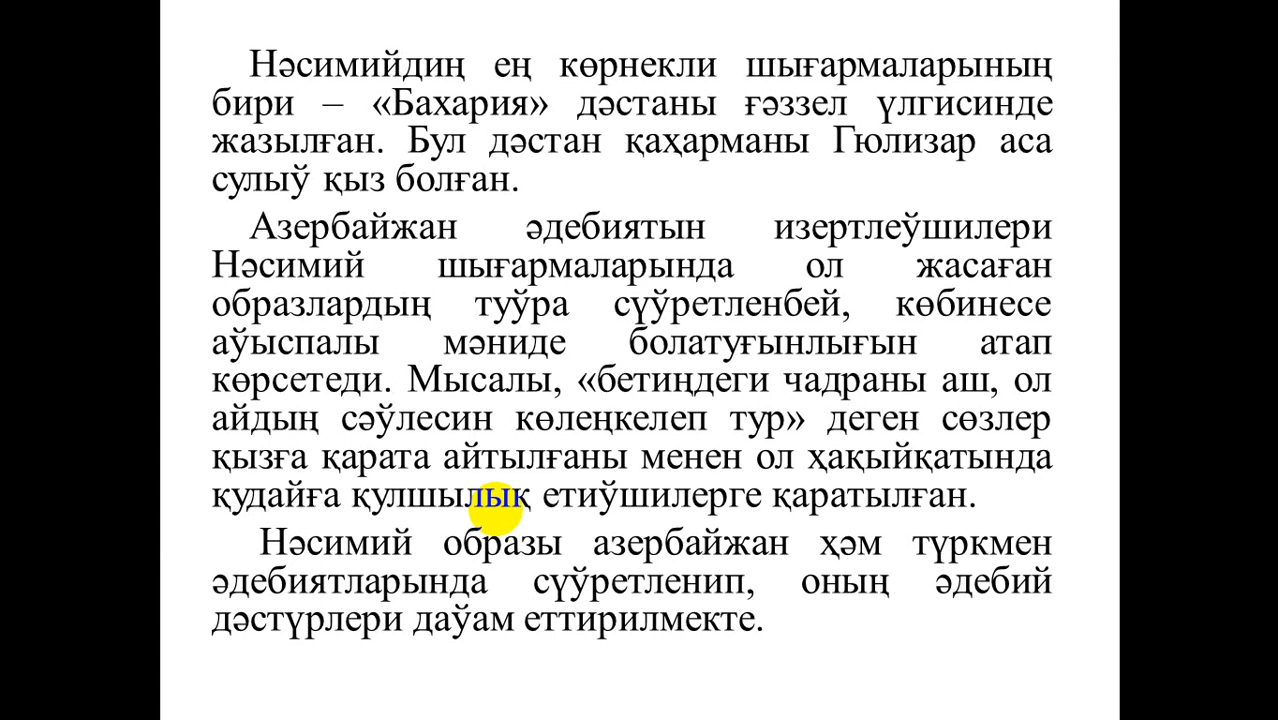 Нәсимийдиң ең көрнекли шығармаларының
бири – «Бахария» дәстаны ғәззел үлгисинде
жазылған. Бул дәстан қаҳарманы Гюлизар аса
сулыў қыз болған.
Азербайжан әдебиятын изертлеўшилери
Нәсимий шығармаларында ол жасаған
образлардың туўра сүўретленбей, көбинесе
аўыспалы мәниде болатуғынлығын атап
көрсетеди. Мысалы, «бетиңдеги чадраны аш, ол
айдың сәўлесин көлеңкелеп тур» деген сөзлер
қызға қарата айтылғаны менен ол ҳақыйқатында
қудайға қулшылық етиўшилерге қаратылған.
Нәсимий образы азербайжан ҳәм түркмен
әдебиятларында сүўретленип, оның әдебий
дәстүрлери даўам еттирилмекте.